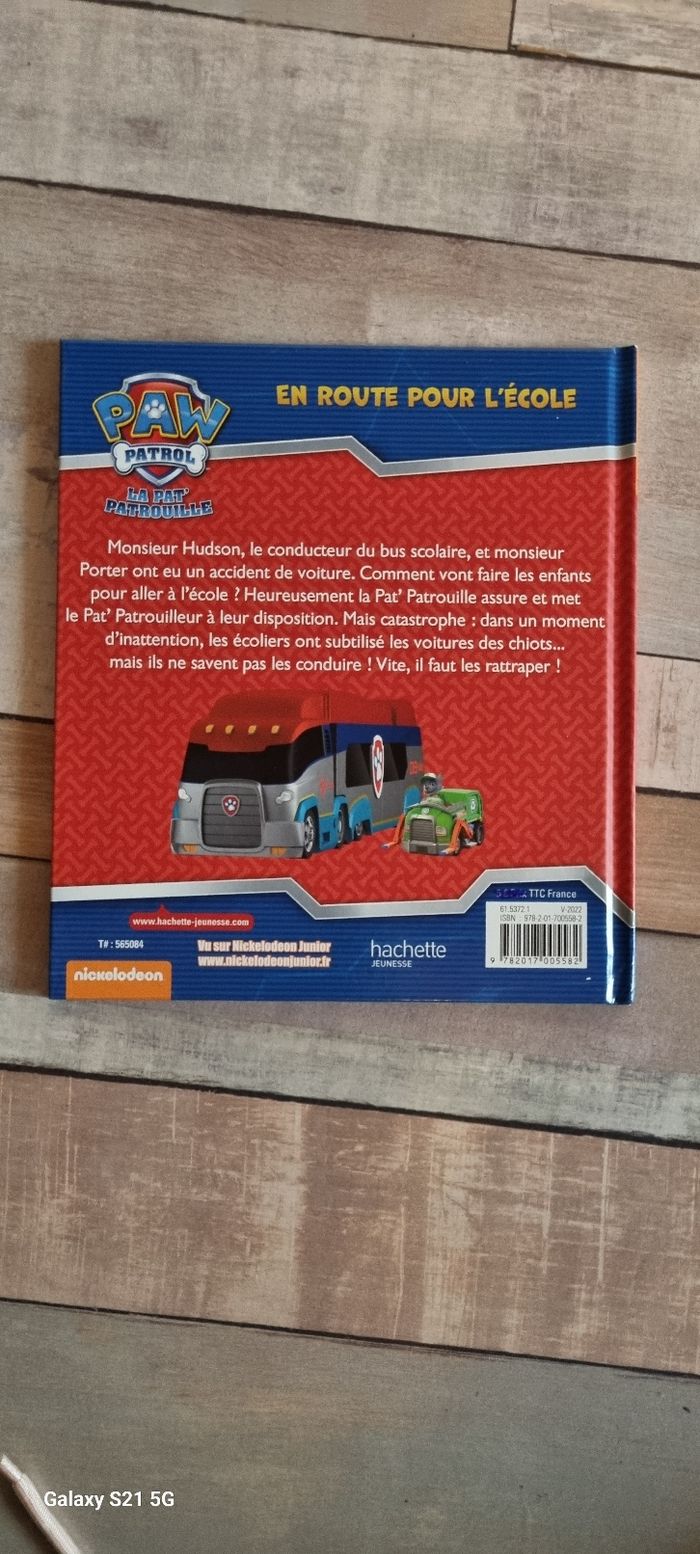 PAW
PATROL
LA PAT'
PATROUILLE
EN ROUTE POUR L'ÉCOLE
Monsieur Hudson, le conducteur du bus scolaire, et monsieur
Porter ont eu un accident de voiture. Comment vont faire les enfants
pour aller à l'école ? Heureusement la Pat' Patrouille assure et met
le Pat' Patrouilleur à leur disposition. Mais catastrophe : dans un moment
d'inattention, les écoliers ont subtilisé les voitures des chiots...
mais ils ne savent pas les conduire ! Vite, il faut les rattraper !
www.hachette-jeunesse.com
T# : 565084
Vu sur Nickelodeon Junior
www.nickelodeonjunior.fr
nickelodeon
hachette
JEUNESSE
TTC France
61.5372.1 V-2022
ISBN : 978-2-01-700558-2
9 782017 005582
Galaxy S21 5G